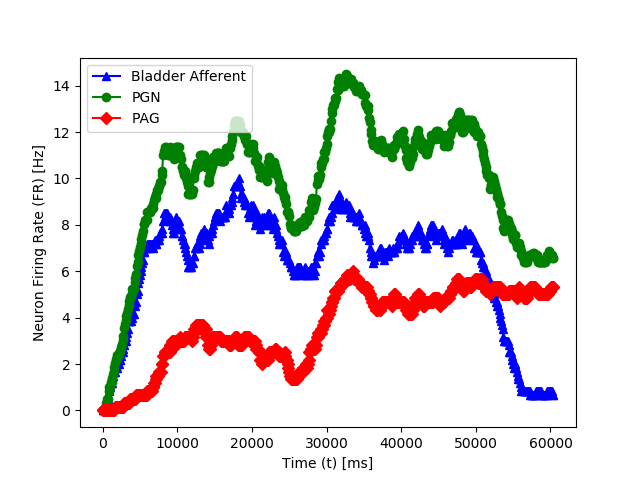 Bladder Afferent
PGN
PAG
Neuron Firing Rate (FR) [Hz]
14
12
10
8
6
4
2
0
0 10000 20000 30000 40000 50000 60000
Time (t) [ms]